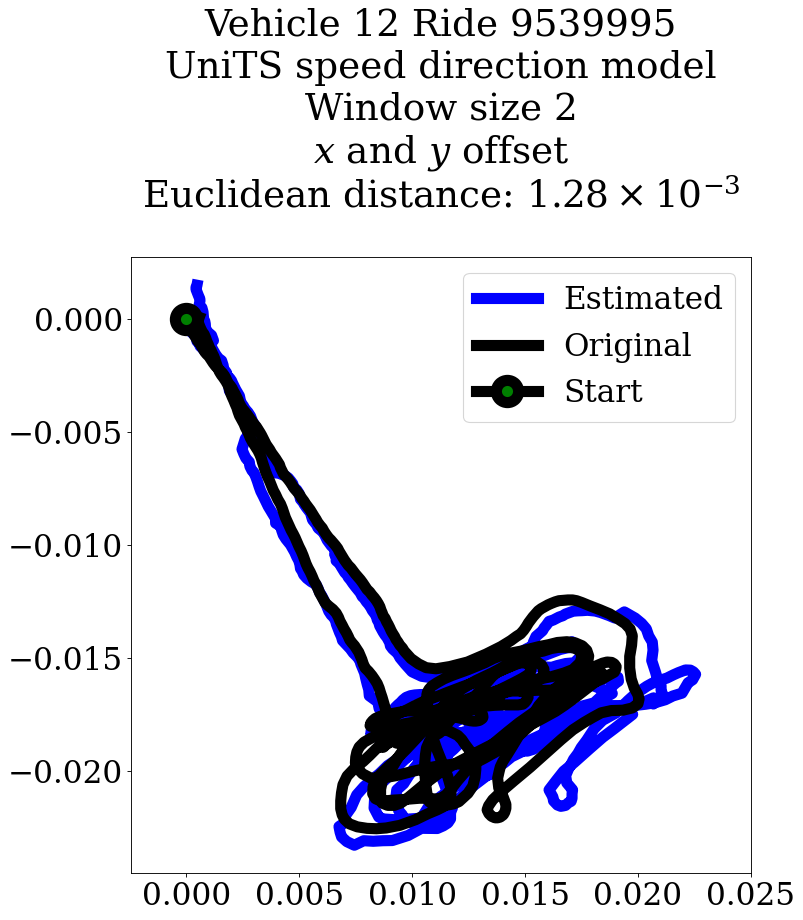 Vehicle 12 Ride 9539995
UniTS speed direction model
Window size 2
x and y offset
Euclidean distance: 1.28 × 10⁻³
Estimated
Original
Start
0.000
−0.005
−0.010
−0.015
−0.020
0.000 0.005 0.010 0.015 0.020 0.025